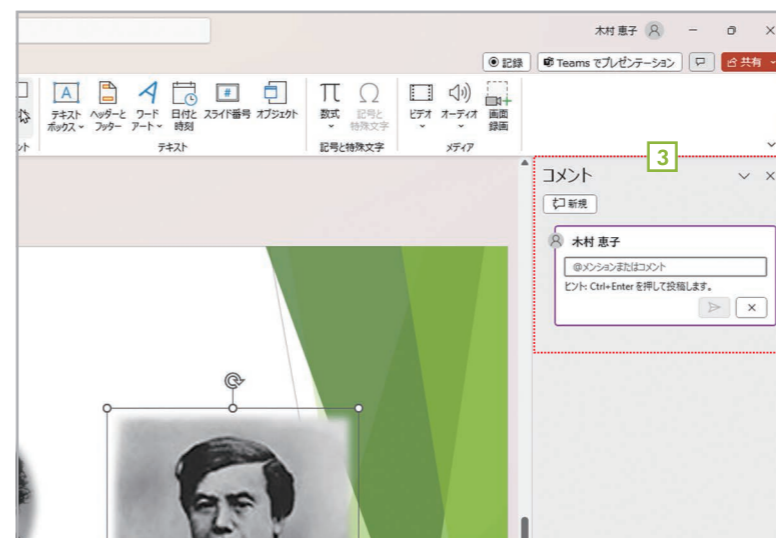 木村 恵子
記録
Teams でプレゼンテーション
共有
テキスト
ボックス
ヘッダーと
フッター
ワード
アート
日付と
時刻
スライド番号
オブジェクト
数式
記号と
特殊文字
ビデオ
オーディオ
画面
録画
ント
テキスト
記号と特殊文字
メディア
3
コメント
新規
木村 恵子
@メンションまたはコメント
ヒント: Ctrl+Enter を押して投稿します。